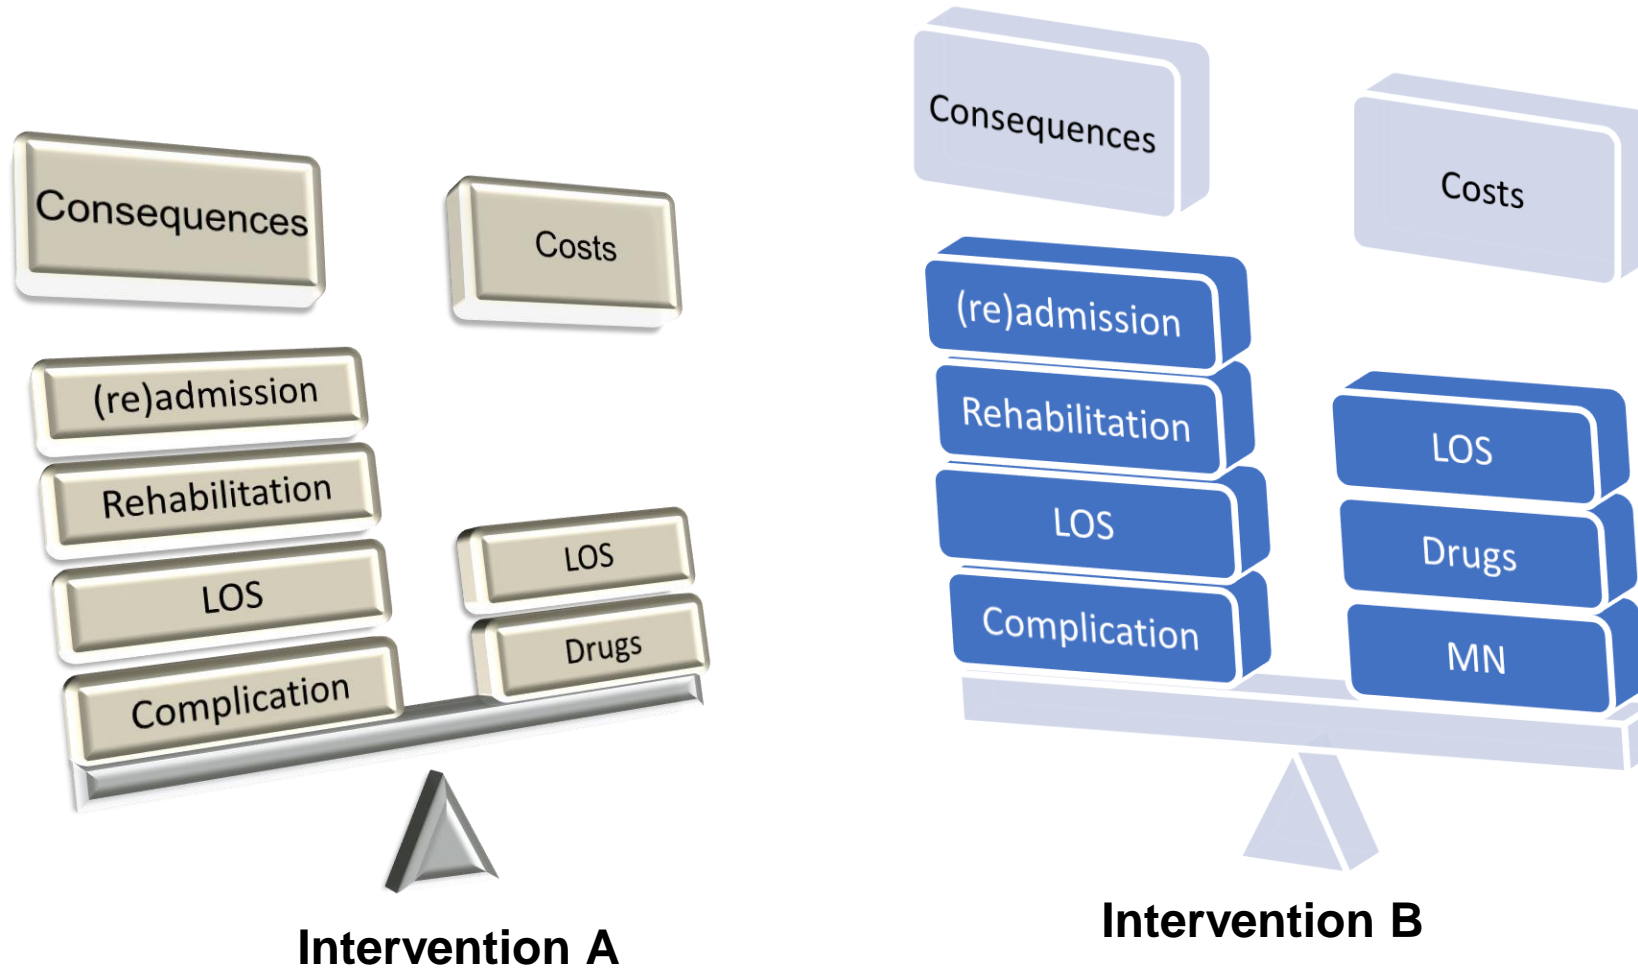 Consequences
Costs
(re)admission
Rehabilitation
LOS
Complication
LOS
Drugs
Intervention A
Consequences
Costs
(re)admission
Rehabilitation
LOS
Complication
LOS
Drugs
MN
Intervention B